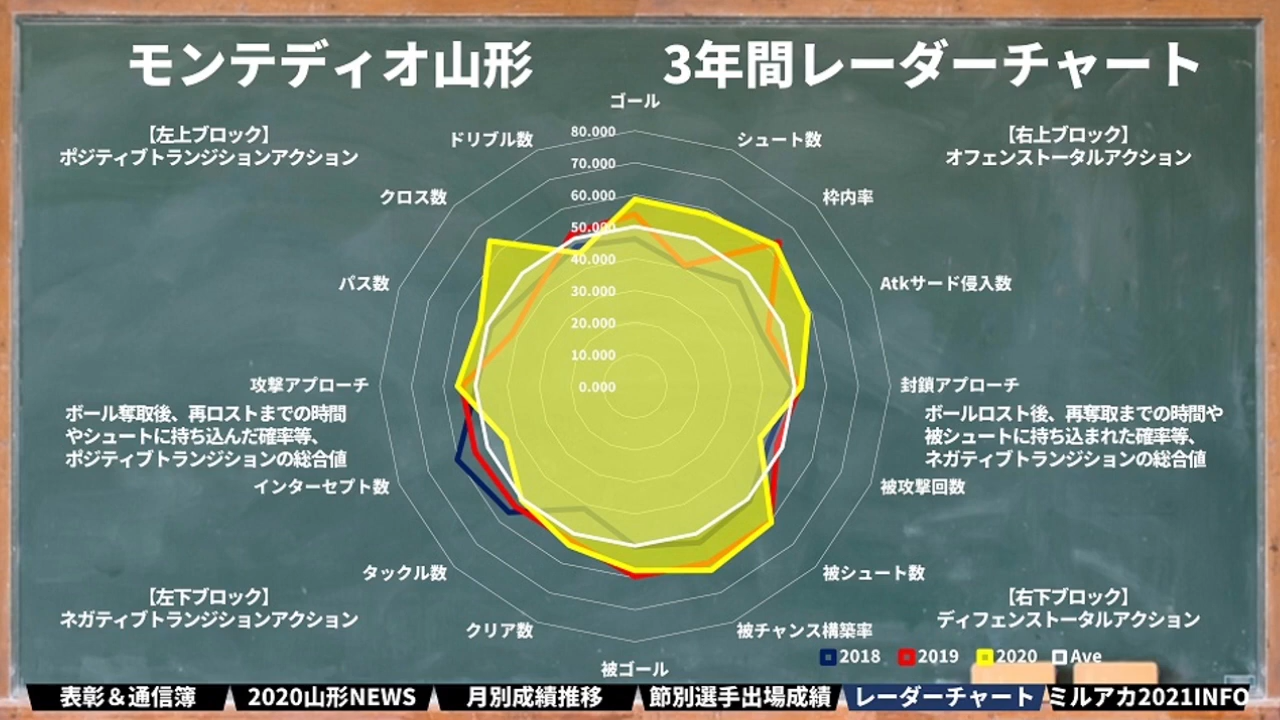 モンテディオ山形
3年間レーダーチャート
【左上ブロック】
ポジティブトランジションアクション
【右上ブロック】
オフェンストータルアクション
ゴール
シュート数
枠内率
Atkサード侵入数
封鎖アプローチ
ボールロスト後、再奪取までの時間や
被シュートに持ち込まれた確率等、
ネガティブトランジションの総合値
被攻撃回数
被シュート数
被チャンス構築率
被ゴール
クリア数
タックル数
インターセプト数
攻撃アプローチ
ボール奪取後、再ロストまでの時間
やシュートに持ち込んだ確率等、
ポジティブトランジションの総合値
パス数
クロス数
ドリブル数
80.000
70.000
60.000
50.000
40.000
30.000
20.000
10.000
0.000
【左下ブロック】
ネガティブトランジションアクション
【右下ブロック】
ディフェンストータルアクション
2018 2019 2020 Ave
表彰＆通信簿
2020山形NEWS
月別成績推移
節別選手出場成績
レーダーチャート
ミルアカ2021INFO